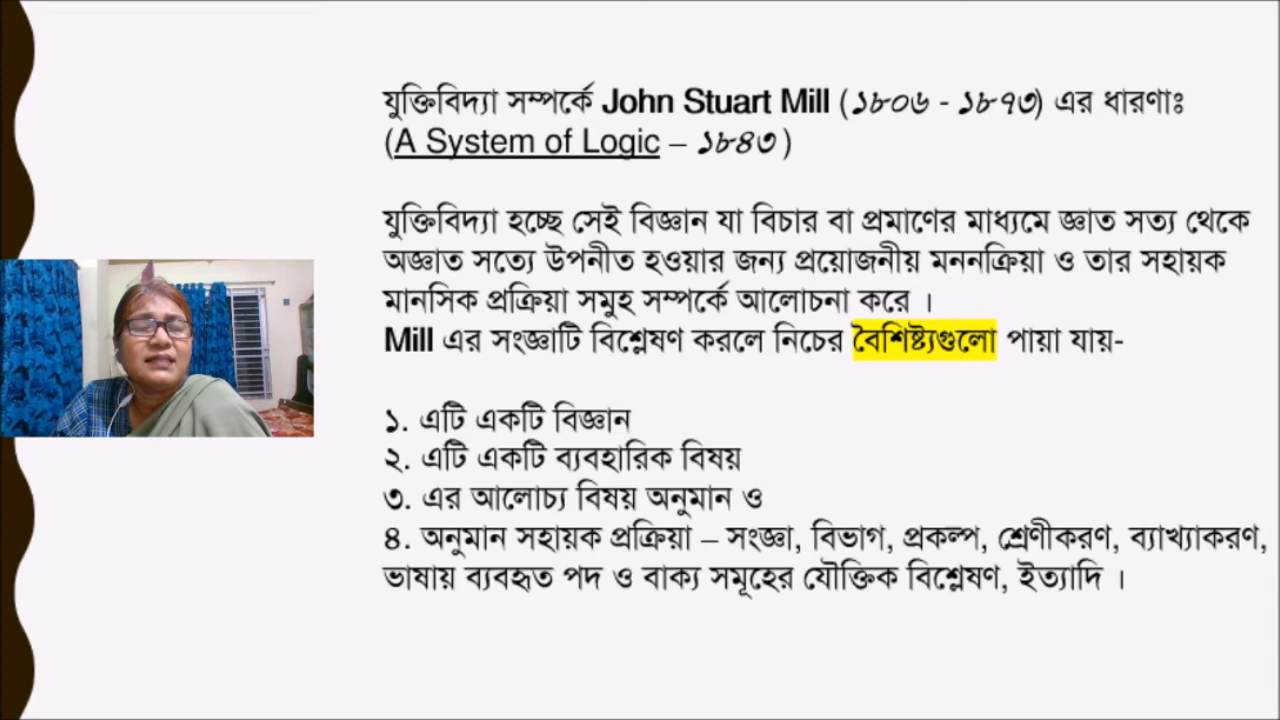 যুক্তিবিদ্যা সম্পর্কে John Stuart Mill (১৮০৬ - ১৮৭৩) এর ধারণাঃ
(A System of Logic – ১৮৪৩ )
যুক্তিবিদ্যা হচ্ছে সেই বিজ্ঞান যা বিচার বা প্রমাণের মাধ্যমে জ্ঞাত সত্য থেকে
অজ্ঞাত সত্যে উপনীত হওয়ার জন্য প্রয়োজনীয় মননক্রিয়া ও তার সহায়ক
মানসিক প্রক্রিয়া সমুহ সম্পর্কে আলোচনা করে ।
Mill এর সংজ্ঞাটি বিশ্লেষণ করলে নিচের বৈশিষ্ট্যগুলো পায়া যায়-
১. এটি একটি বিজ্ঞান
২. এটি একটি ব্যবহারিক বিষয়
৩. এর আলোচ্য বিষয় অনুমান ও
৪. অনুমান সহায়ক প্রক্রিয়া – সংজ্ঞা, বিভাগ, প্রকল্প, শ্রেণীকরণ, ব্যাখ্যাকরণ,
ভাষায় ব্যবহৃত পদ ও বাক্য সমূহের যৌক্তিক বিশ্লেষণ, ইত্যাদি ।